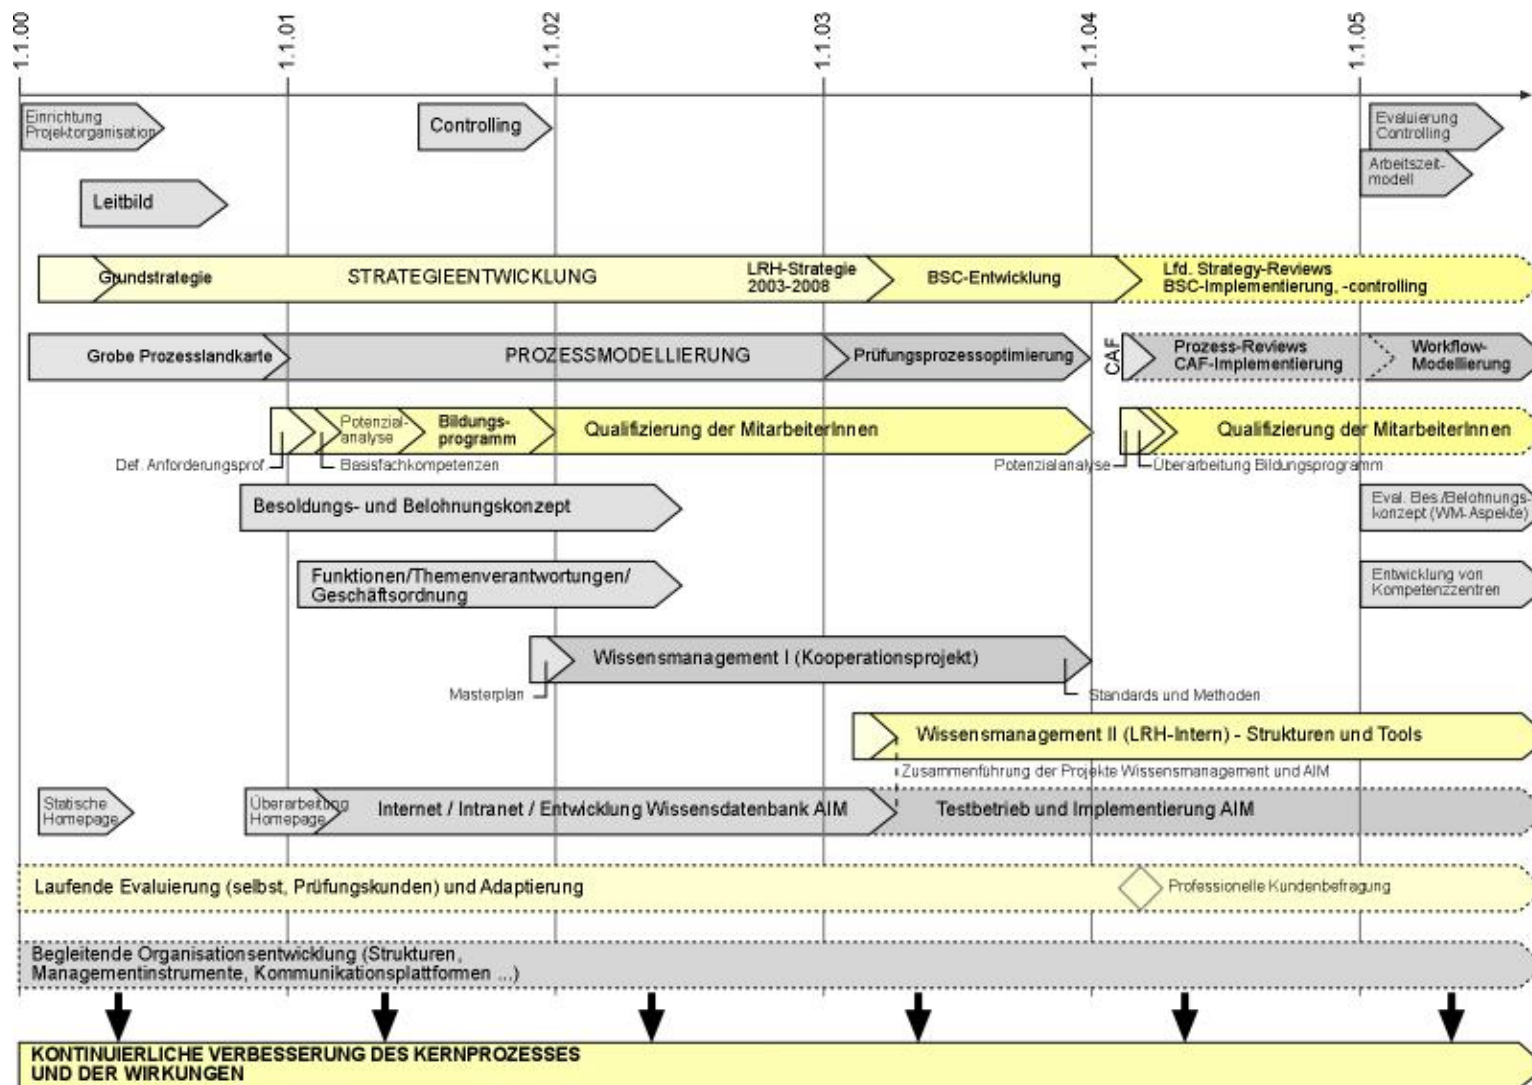 1.1.00
1.1.01
1.1.02
1.1.03
1.1.04
1.1.05
Einrichtung
Projektorganisation
Controlling
Evaluierung
Controlling
Arbeitszeit-
modell
Leitbild
Grundstrategie
STRATEGIEENTWICKLUNG
LRH-Strategie
2003-2008
BSC-Entwicklung
Lfd. Strategy-Reviews
BSC-Implementierung, -controlling
Grobe Prozesslandkarte
PROZESSMODELLIERUNG
Prüfungsprozessoptimierung
CAF
Prozess-Reviews
CAF-Implementierung
Workflow-
Modellierung
Potenzial-
analyse
Bildungs-
programm
Qualifizierung der MitarbeiterInnen
Qualifizierung der MitarbeiterInnen
Def. Anforderungsprof.
Basisfachkompetenzen
Potenzialanalyse
Überarbeitung Bildungsprogramm
Besoldungs- und Belohnungskonzept
Eval. Bes./Belohnungs-
konzept (WM-Aspekte)
Funktionen/Themenverantwortungen/
Geschäftsordnung
Entwicklung von
Kompetenzzentren
Wissensmanagement I (Kooperationsprojekt)
Masterplan
Standards und Methoden
Wissensmanagement II (LRH-Intern) - Strukturen und Tools
Zusammenführung der Projekte Wissensmanagement und AIM
Statische
Homepage
Überarbeitung
Homepage
Internet / Intranet / Entwicklung Wissensdatenbank AIM
Testbetrieb und Implementierung AIM
Laufende Evaluierung (selbst, Prüfungskunden) und Adaptierung
Professionelle Kundenbefragung
Begleitende Organisationsentwicklung (Strukturen,
Managementinstrumente, Kommunikationsplattformen ...)
KONTINUIERLICHE VERBESSERUNG DES KERNPROZESSES
UND DER WIRKUNGEN